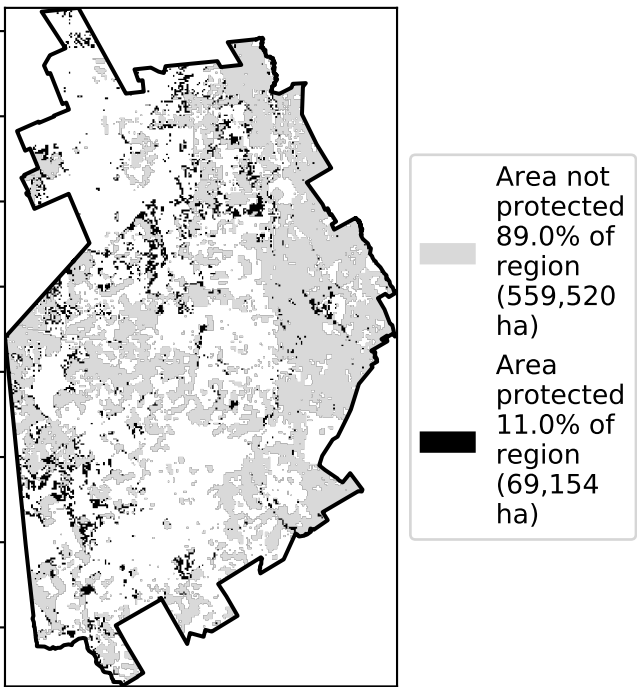 Area not
protected
89.0% of
region
(559,520
ha)
Area
protected
11.0% of
region
(69,154
ha)